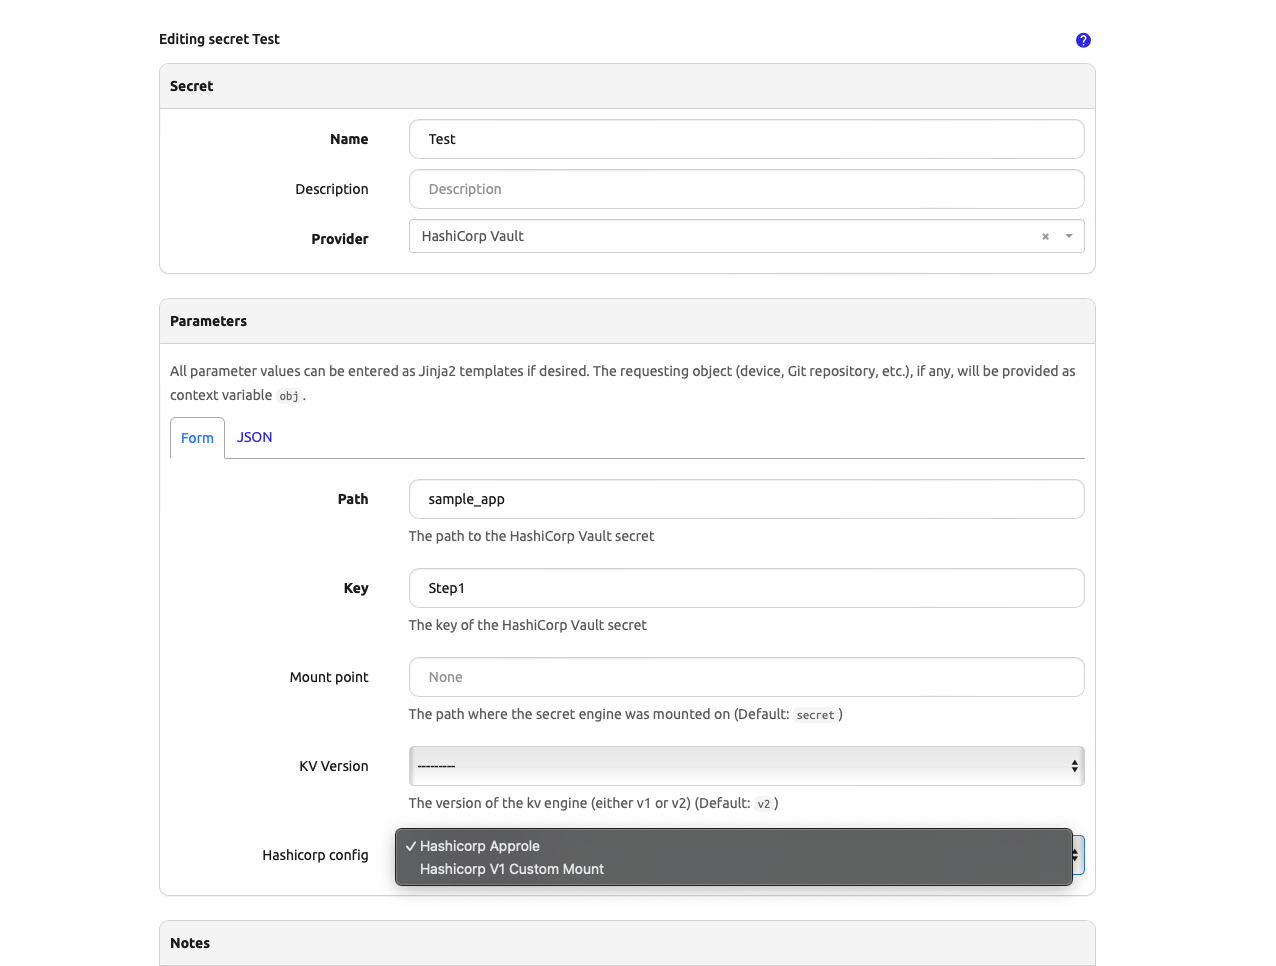 Editing secret Test
?
Secret
Name
Test
Description
Description
Provider
HashiCorp Vault
×
Parameters
All parameter values can be entered as Jinja2 templates if desired. The requesting object (device, Git repository, etc.), if any, will be provided as
context variable obj.
Form
JSON
Path
sample_app
The path to the HashiCorp Vault secret
Key
Step1
The key of the HashiCorp Vault secret
Mount point
None
The path where the secret engine was mounted on (Default: secret)
KV Version
---------
The version of the kv engine (either v1 or v2) (Default: v2)
Hashicorp config
✓ Hashicorp Approle
Hashicorp V1 Custom Mount
Notes